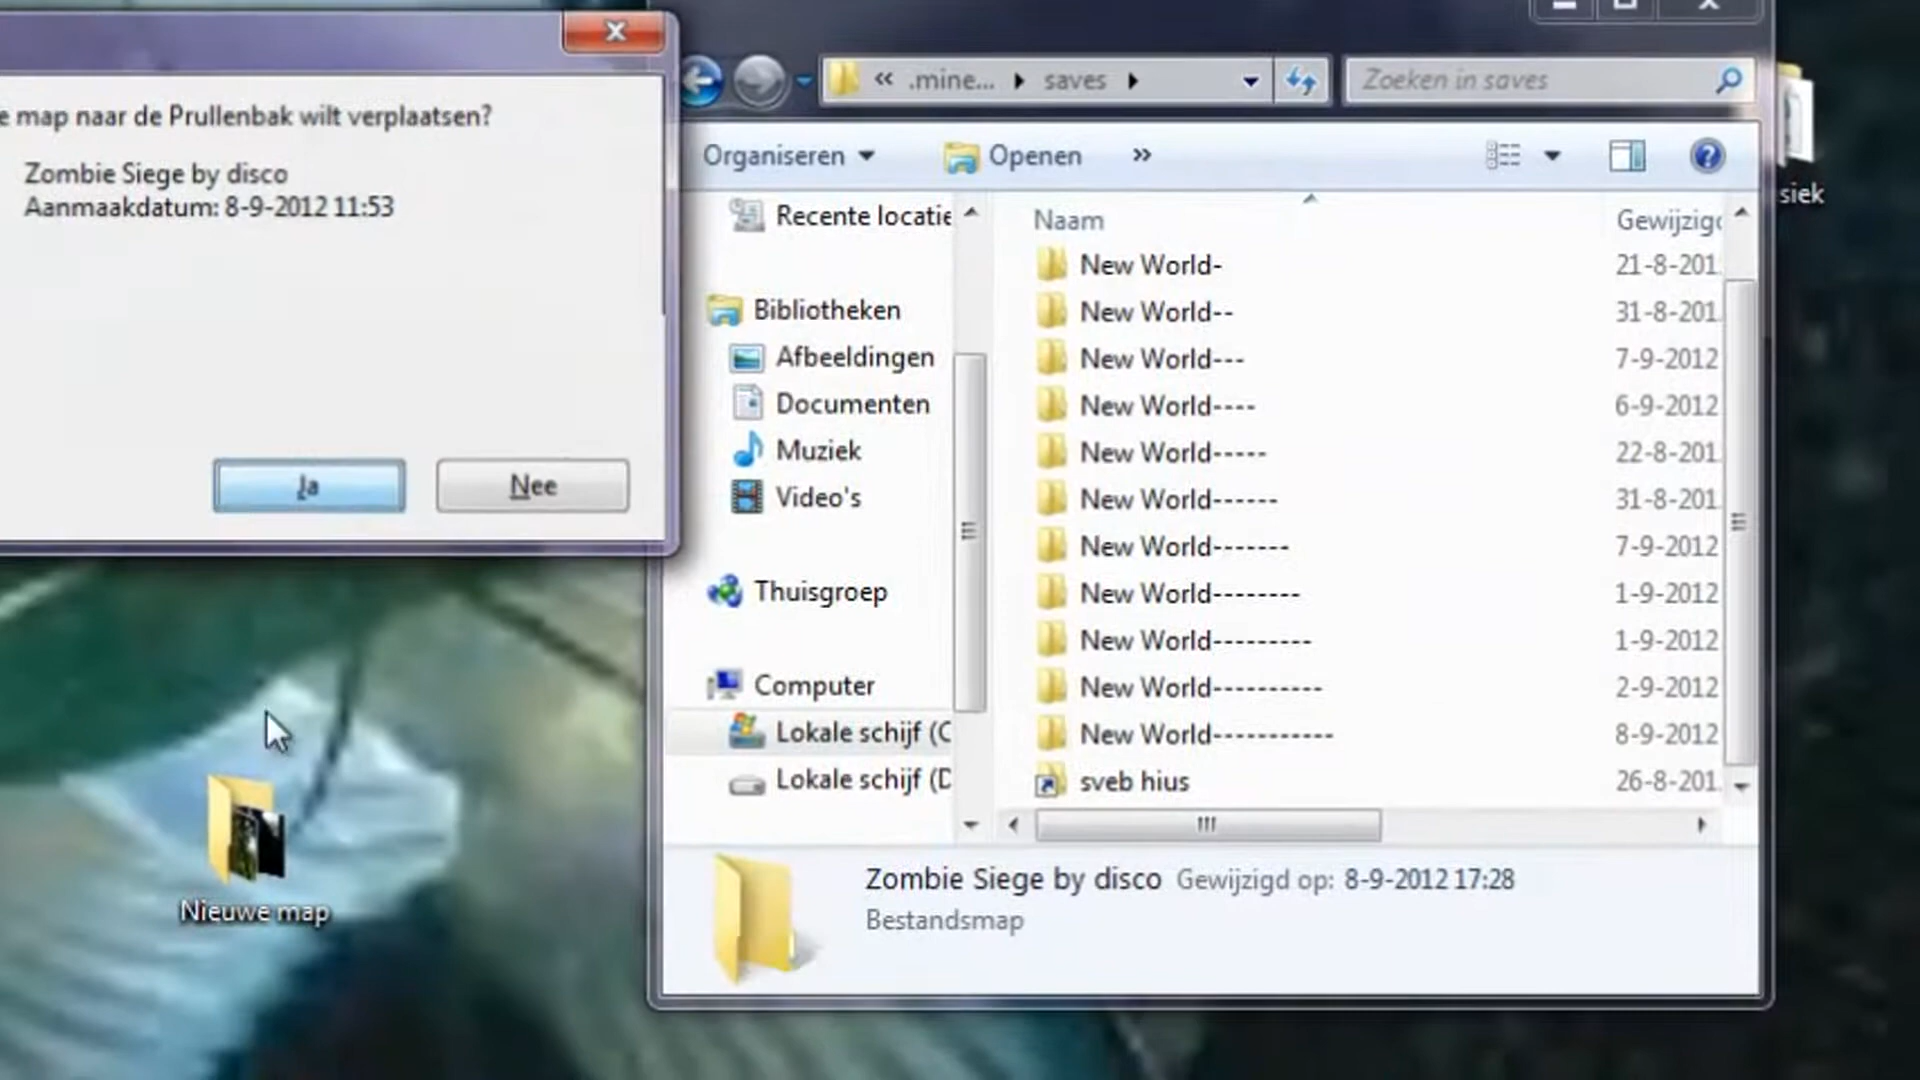 e map naar de Prullenbak wilt verplaatsen?
Zombie Siege by disco
Aanmaakdatum: 8-9-2012 11:53
Ja
Nee
« .mine... saves
Zoeken in saves
Organiseren
Openen
»
Recente locatie
Bibliotheken
Afbeeldingen
Documenten
Muziek
Video's
Thuisgroep
Computer
Lokale schijf (C
Lokale schijf (D
Naam Gewijzigd
New World- 21-8-201
New World-- 31-8-201
New World--- 7-9-2012
New World---- 6-9-2012
New World----- 22-8-201
New World------ 31-8-201
New World------- 7-9-2012
New World-------- 1-9-2012
New World--------- 1-9-2012
New World---------- 2-9-2012
New World----------- 8-9-2012
sveb hius 26-8-201
Zombie Siege by disco Gewijzigd op: 8-9-2012 17:28
Bestandsmap
Nieuwe map
siek